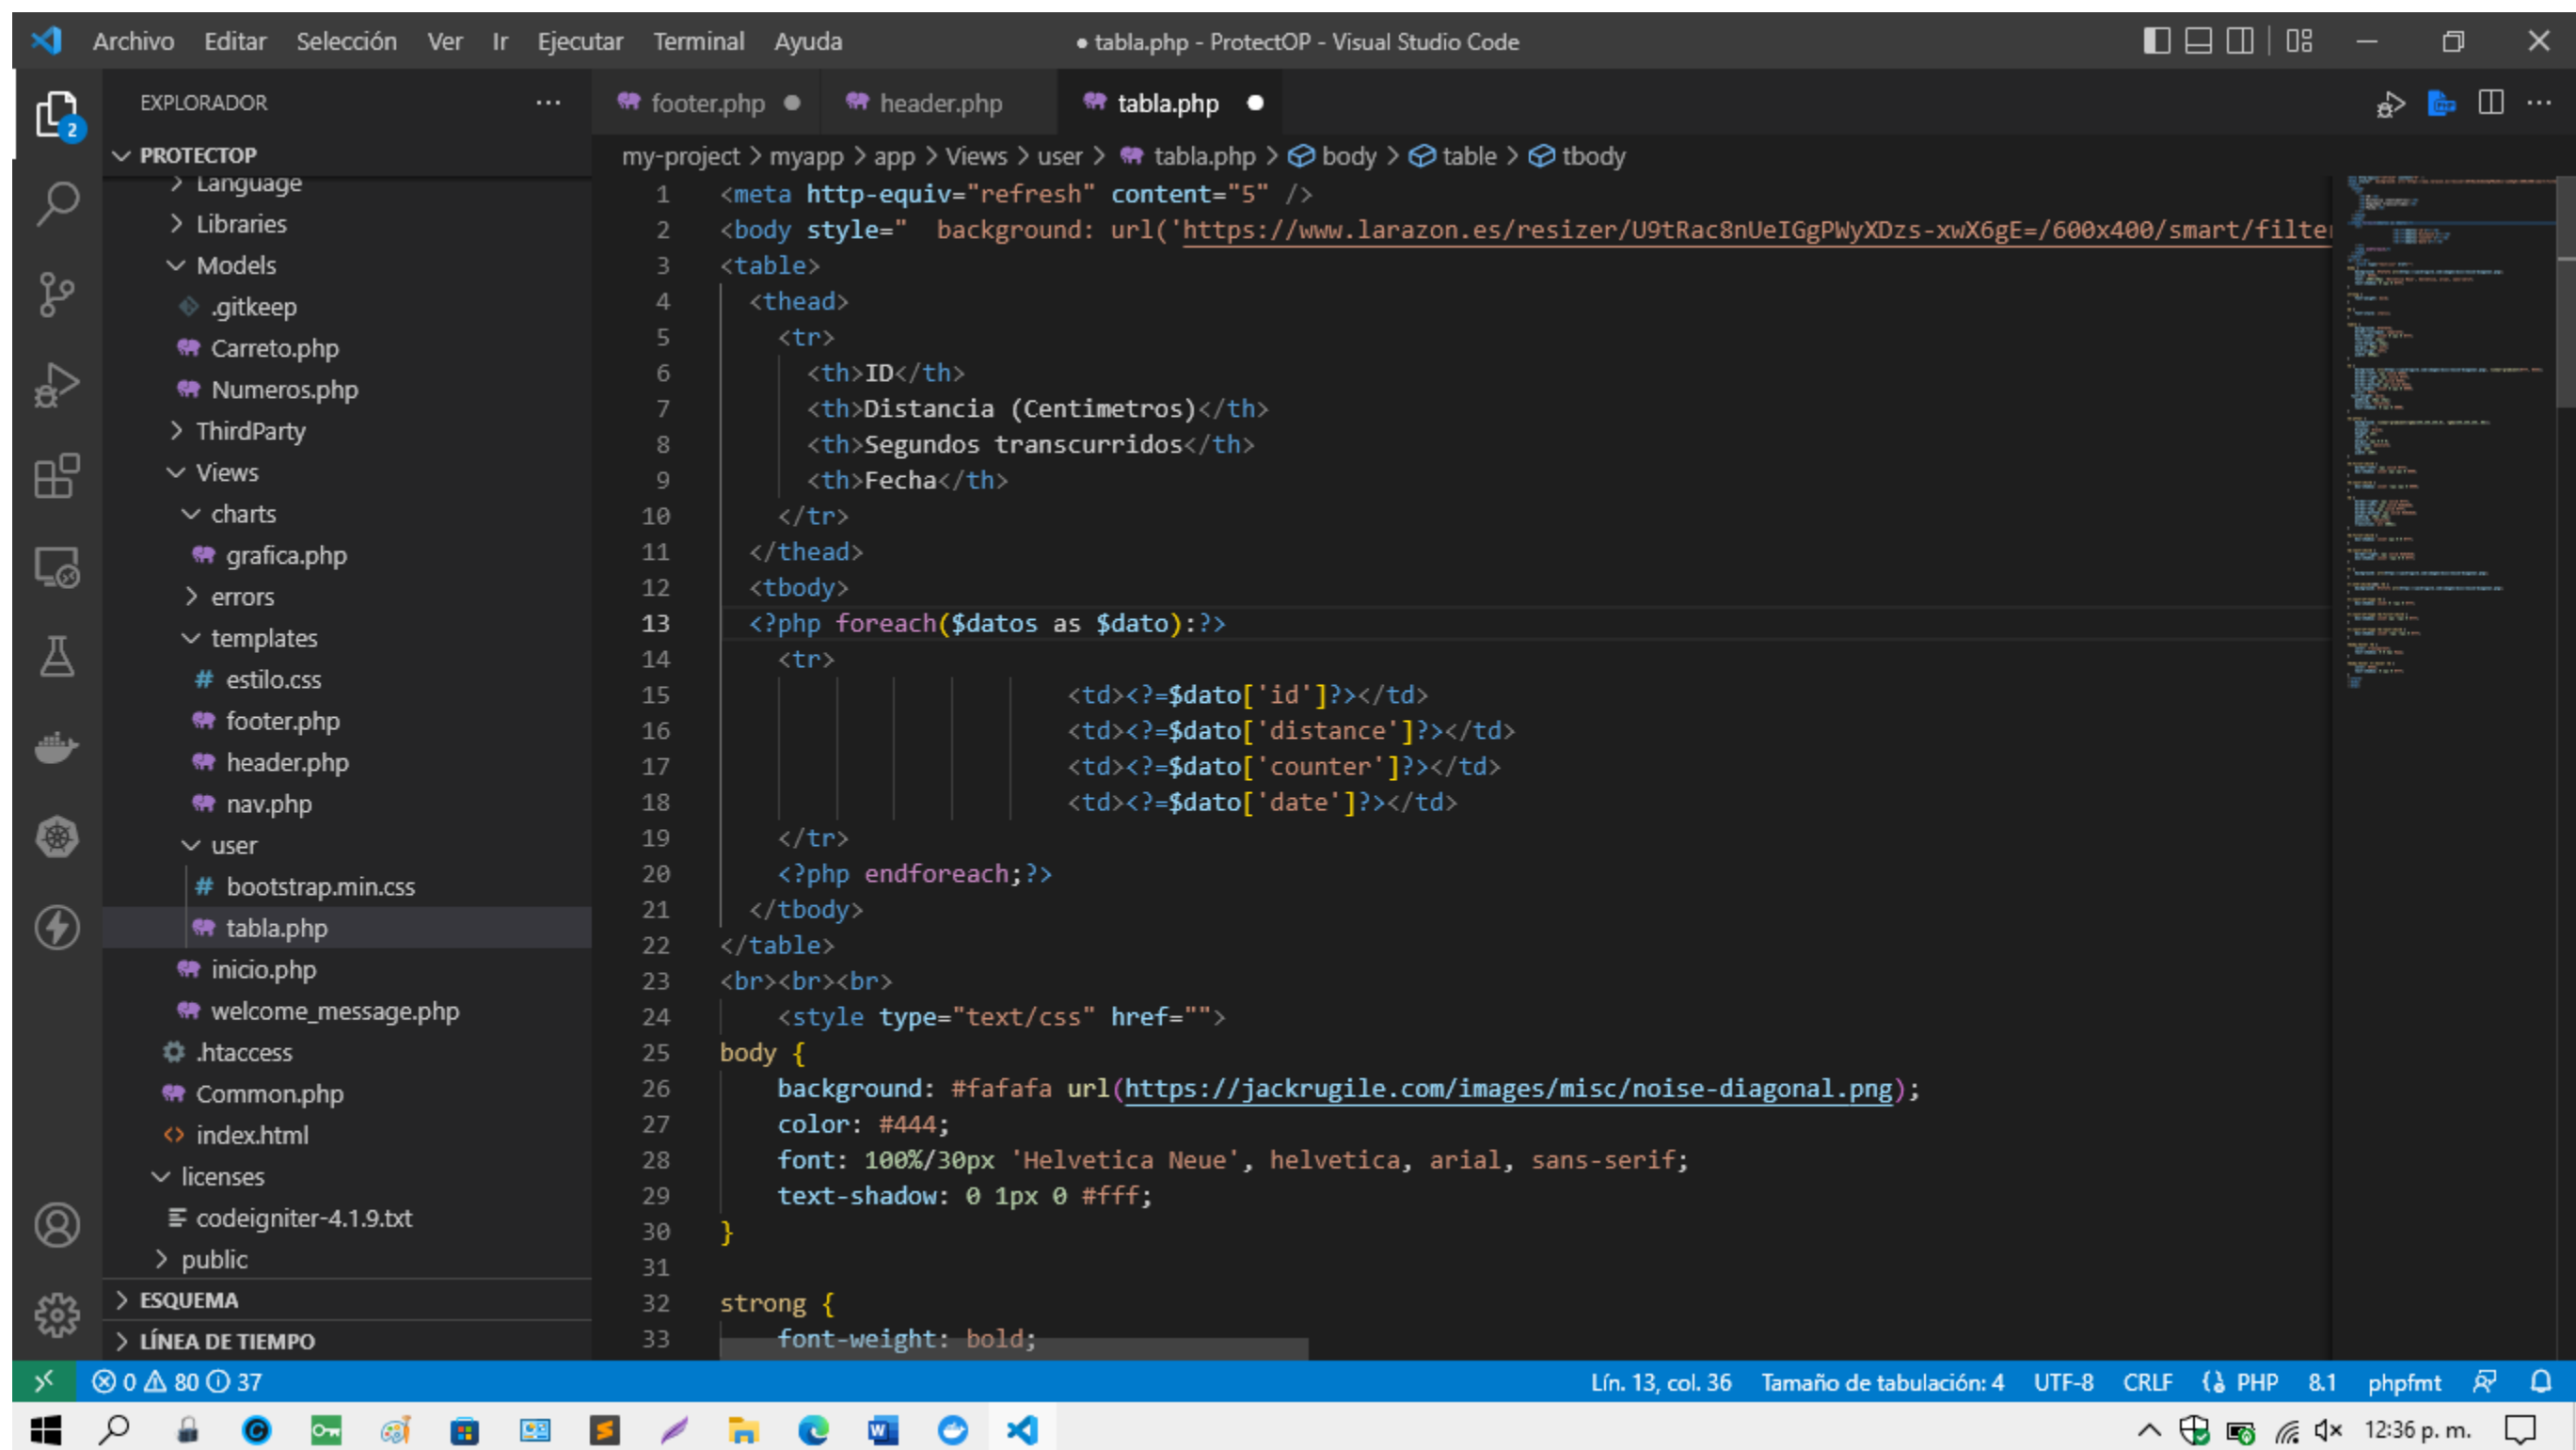 Archivo Editar Selección Ver Ir Ejecutar Terminal Ayuda
● tabla.php - ProtectOP - Visual Studio Code
EXPLORADOR ...
2
PROTECTOP
Language
Libraries
Models
.gitkeep
Carreto.php
Numeros.php
ThirdParty
Views
charts
grafica.php
errors
templates
# estilo.css
footer.php
header.php
nav.php
user
# bootstrap.min.css
tabla.php
inicio.php
welcome_message.php
.htaccess
Common.php
<> index.html
licenses
codeigniter-4.1.9.txt
public
ESQUEMA
LÍNEA DE TIEMPO
footer.php ● header.php tabla.php ●
my-project > myapp > app > Views > user > tabla.php > body > table > tbody
1 <meta http-equiv="refresh" content="5" />
2 <body style="  background: url('https://www.larazon.es/resizer/U9tRac8nUeIGgPWyXDzs-xwX6gE=/600x400/smart/filter
3 <table>
4 <thead>
5 <tr>
6 <th>ID</th>
7 <th>Distancia (Centimetros)</th>
8 <th>Segundos transcurridos</th>
9 <th>Fecha</th>
10 </tr>
11 </thead>
12 <tbody>
13 <?php foreach($datos as $dato):?>
14 <tr>
15 <td><?=$dato['id']?></td>
16 <td><?=$dato['distance']?></td>
17 <td><?=$dato['counter']?></td>
18 <td><?=$dato['date']?></td>
19 </tr>
20 <?php endforeach;?>
21 </tbody>
22 </table>
23 <br><br><br>
24 <style type="text/css" href="">
25 body {
26 background: #fafafa url(https://jackrugile.com/images/misc/noise-diagonal.png);
27 color: #444;
28 font: 100%/30px 'Helvetica Neue', helvetica, arial, sans-serif;
29 text-shadow: 0 1px 0 #fff;
30 }
31
32 strong {
33 font-weight: bold;
0 80 37
Lín. 13, col. 36 Tamaño de tabulación: 4 UTF-8 CRLF PHP 8.1 phpfmt
12:36 p. m.